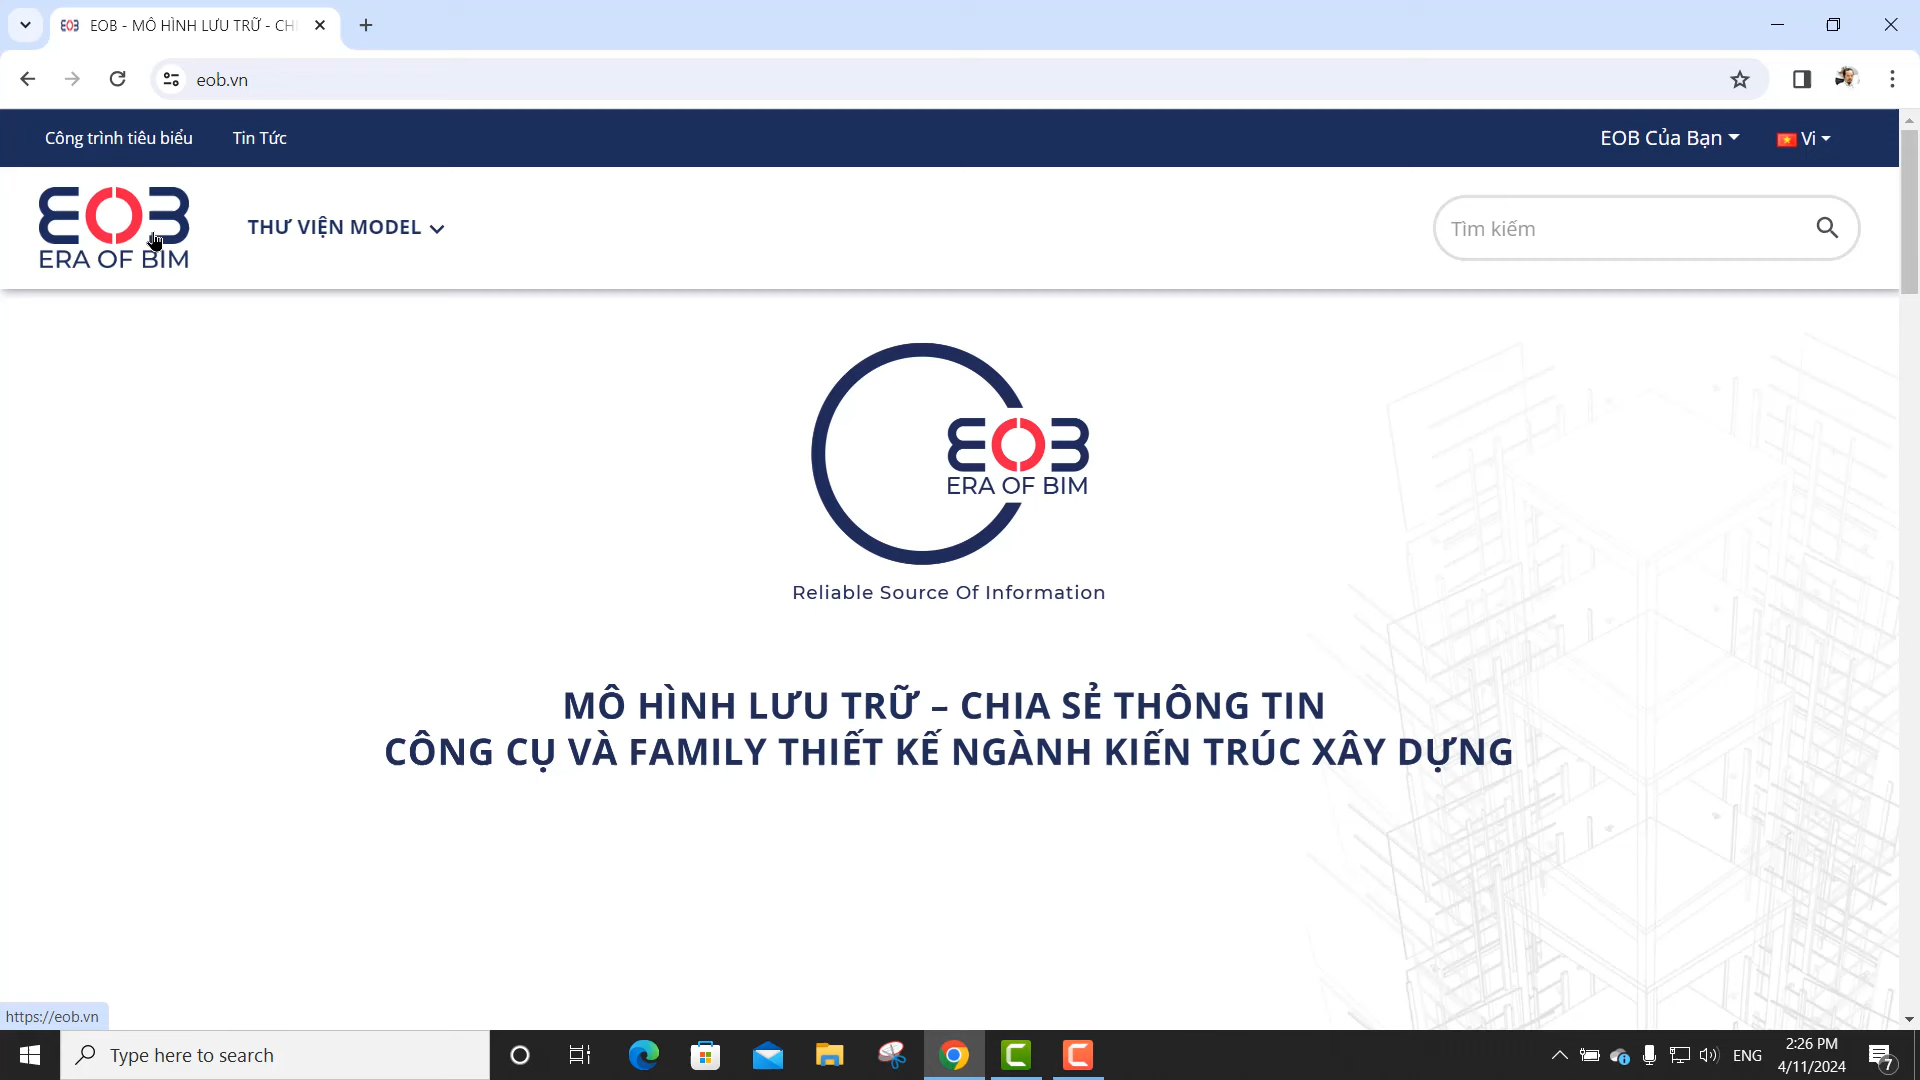 EOB - MÔ HÌNH LƯU TRỮ - CH
eob.vn
Công trình tiêu biểu
Tin Tức
EOB Của Bạn
Vi
EOB
ERA OF BIM
THƯ VIỆN MODEL
Tìm kiếm
EOB
ERA OF BIM
Reliable Source Of Information
MÔ HÌNH LƯU TRỮ – CHIA SẺ THÔNG TIN
CÔNG CỤ VÀ FAMILY THIẾT KẾ NGÀNH KIẾN TRÚC XÂY DỰNG
https://eob.vn
Type here to search
ENG
2:26 PM
4/11/2024
7